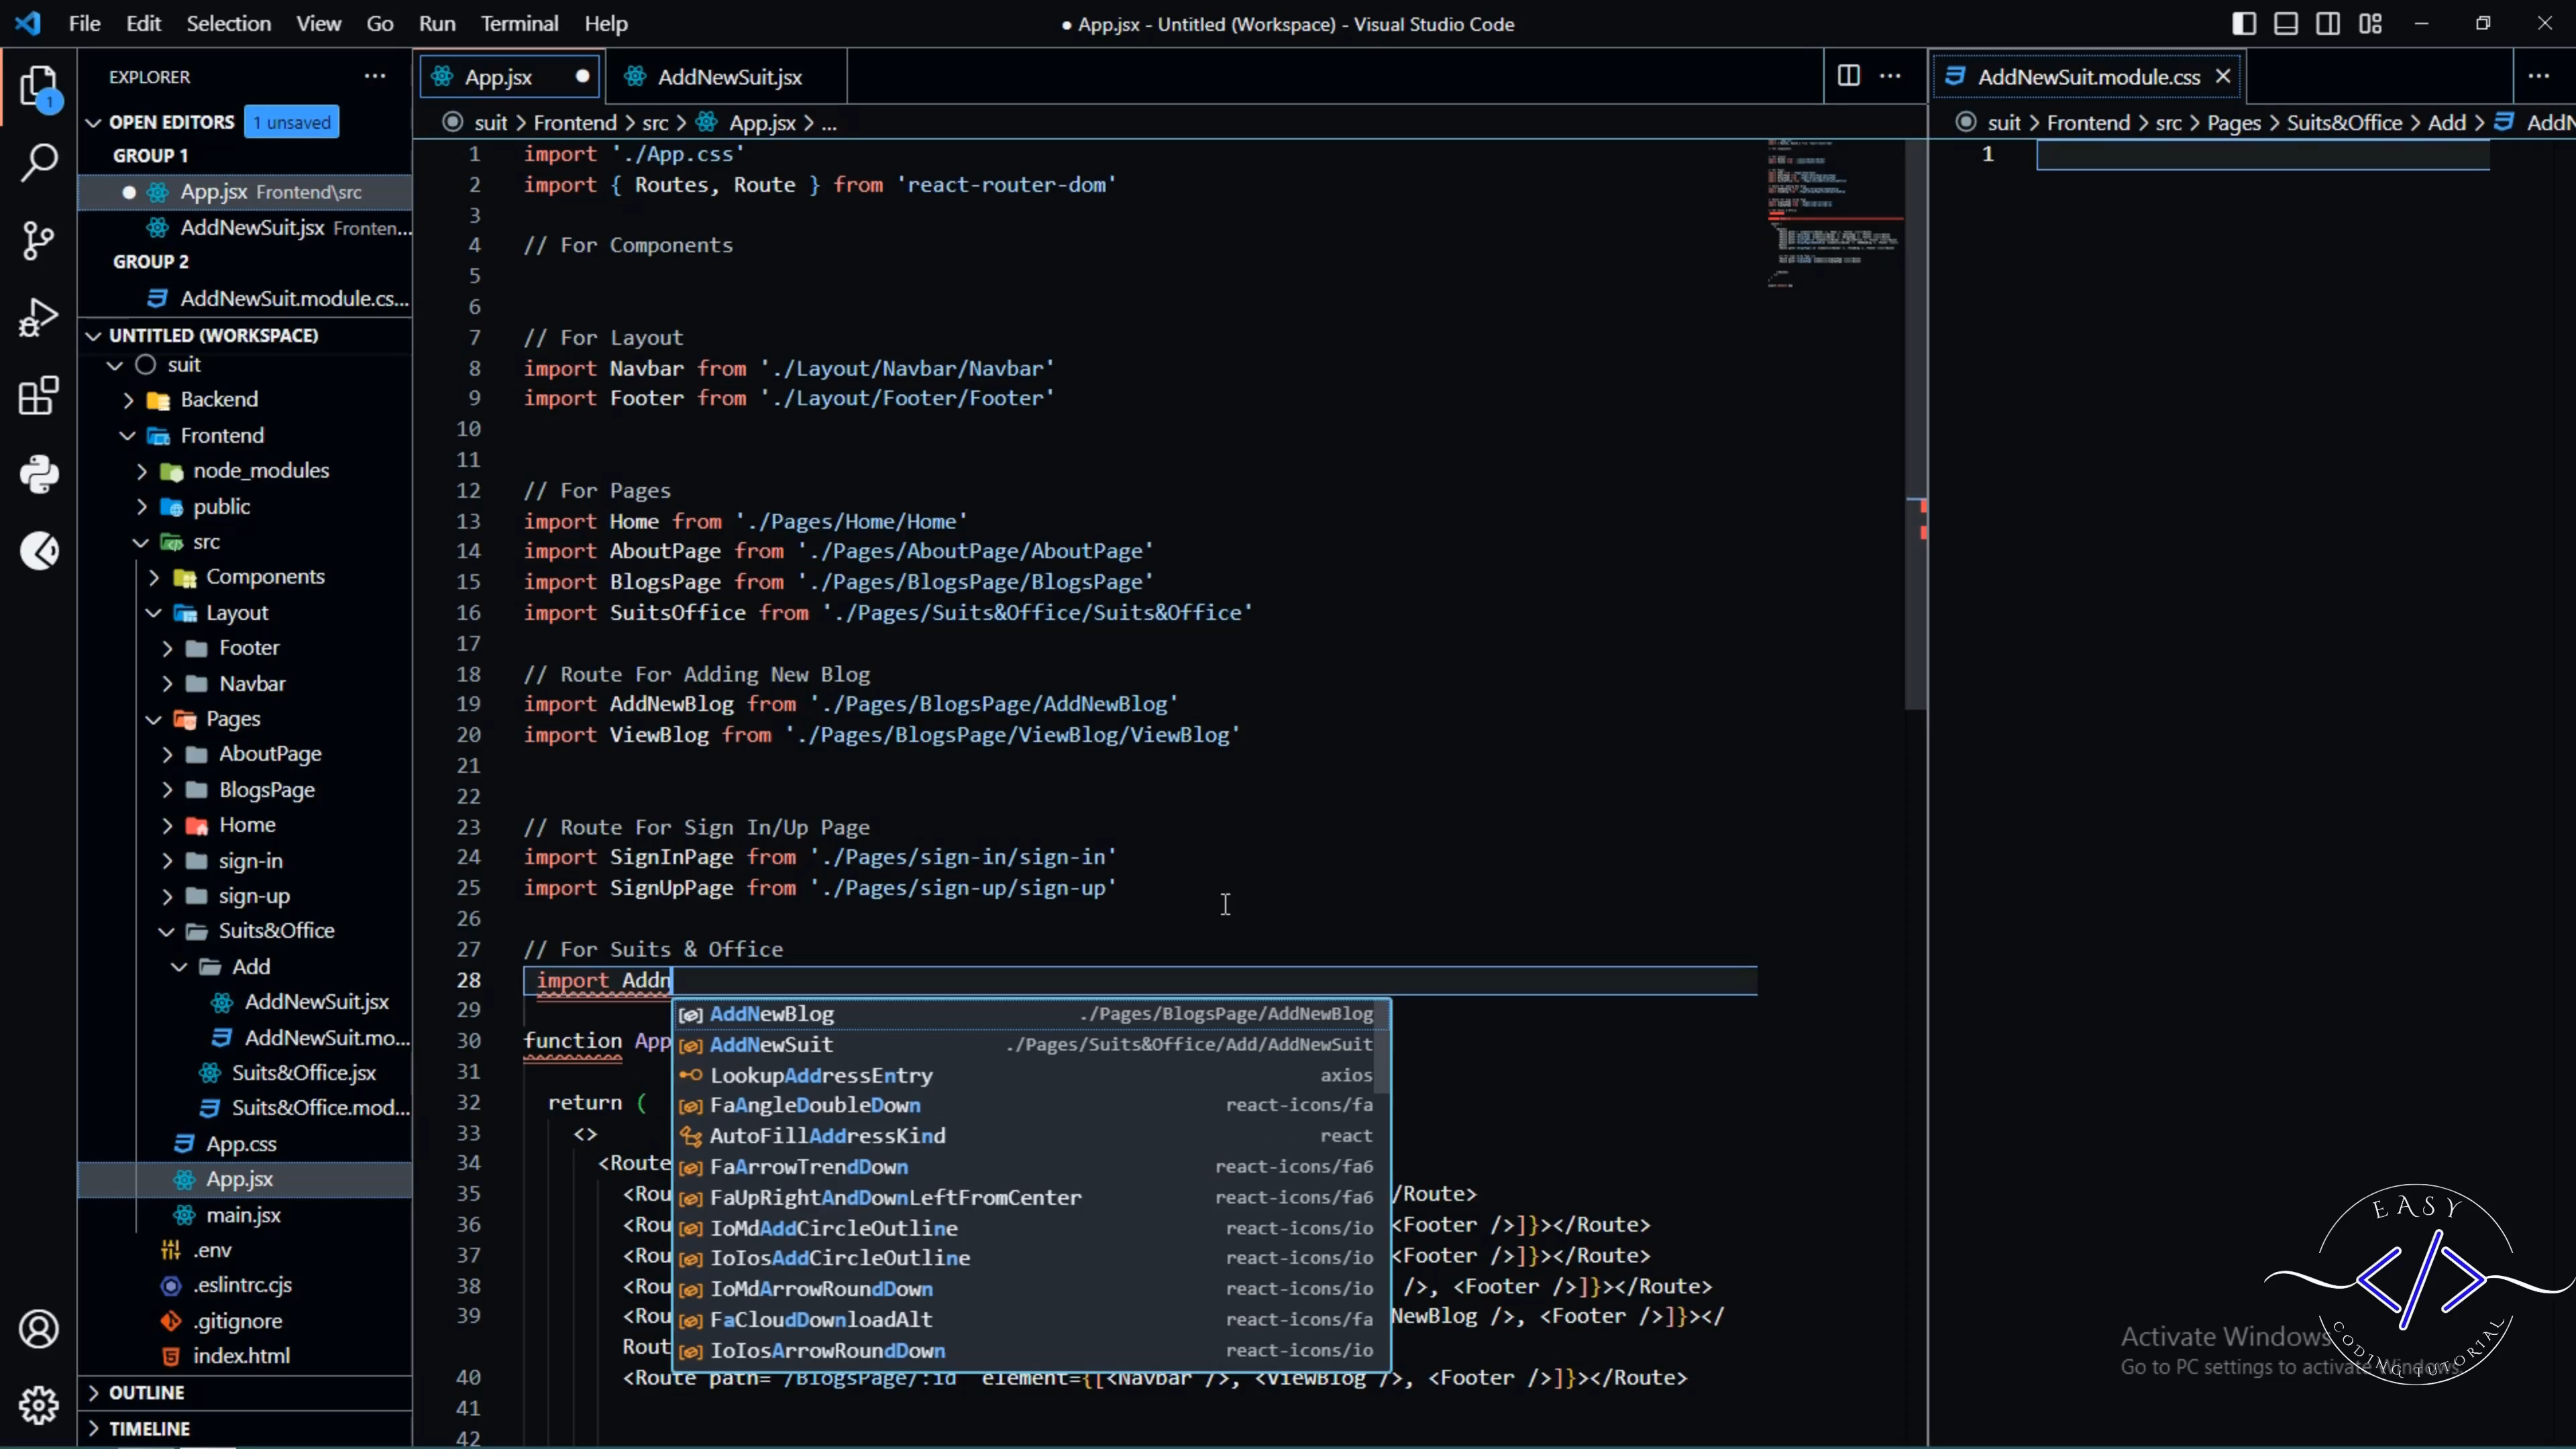 File Edit Selection View Go Run Terminal Help
● App.jsx - Untitled (Workspace) - Visual Studio Code
EXPLORER
OPEN EDITORS 1 unsaved
GROUP 1
App.jsx Frontend\src
AddNewSuit.jsx Fronten...
GROUP 2
AddNewSuit.module.cs...
UNTITLED (WORKSPACE)
suit
Backend
Frontend
node_modules
public
src
Components
Layout
Footer
Navbar
Pages
AboutPage
BlogsPage
Home
sign-in
sign-up
Suits&Office
Add
AddNewSuit.jsx
AddNewSuit.mo...
Suits&Office.jsx
Suits&Office.mod...
App.css
App.jsx
main.jsx
.env
.eslintrc.cjs
.gitignore
index.html
OUTLINE
TIMELINE
1
App.jsx
AddNewSuit.jsx
suit > Frontend > src > App.jsx > ...
1 import './App.css'
2 import { Routes, Route } from 'react-router-dom'
3
4 // For Components
5
6
7 // For Layout
8 import Navbar from './Layout/Navbar/Navbar'
9 import Footer from './Layout/Footer/Footer'
10
11
12 // For Pages
13 import Home from './Pages/Home/Home'
14 import AboutPage from './Pages/AboutPage/AboutPage'
15 import BlogsPage from './Pages/BlogsPage/BlogsPage'
16 import SuitsOffice from './Pages/Suits&Office/Suits&Office'
17
18 // Route For Adding New Blog
19 import AddNewBlog from './Pages/BlogsPage/AddNewBlog'
20 import ViewBlog from './Pages/BlogsPage/ViewBlog/ViewBlog'
21
22
23 // Route For Sign In/Up Page
24 import SignInPage from './Pages/sign-in/sign-in'
25 import SignUpPage from './Pages/sign-up/sign-up'
26
27 // For Suits & Office
28 import Addn
29
30 function App
31
32 return (
33 <>
34 <Route
35 <Rou /Route>
36 <Rou <Footer />]}></Route>
37 <Rou <Footer />]}></Route>
38 <Rou />, <Footer />]}></Route>
39 <Rou NewBlog />, <Footer />]}></
Rout
40 <Route path="/BlogsPage/:id" element={[<Navbar />, <ViewBlog />, <Footer />]}></Route>
41
42
AddNewBlog ./Pages/BlogsPage/AddNewBlog
AddNewSuit ./Pages/Suits&Office/Add/AddNewSuit
LookupAddressEntry axios
FaAngleDoubleDown react-icons/fa
AutoFillAddressKind react
FaArrowTrendDown react-icons/fa6
FaUpRightAndDownLeftFromCenter react-icons/fa6
IoMdAddCircleOutline react-icons/io
IoIosAddCircleOutline react-icons/io
IoMdArrowRoundDown react-icons/io
FaCloudDownloadAlt react-icons/fa
IoIosArrowRoundDown react-icons/io
AddNewSuit.module.css
suit > Frontend > src > Pages > Suits&Office > Add > AddN
1
EASY
</>
CODING TUTORIAL
Activate Windows
Go to PC settings to activate Windows.